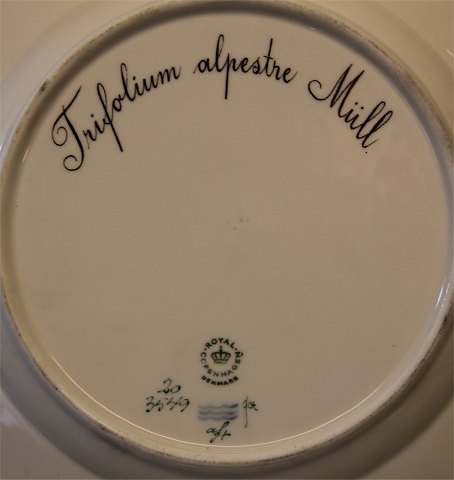 Trifolium alpestre Müll.
ROYAL
COPENHAGEN
DENMARK
20
3549